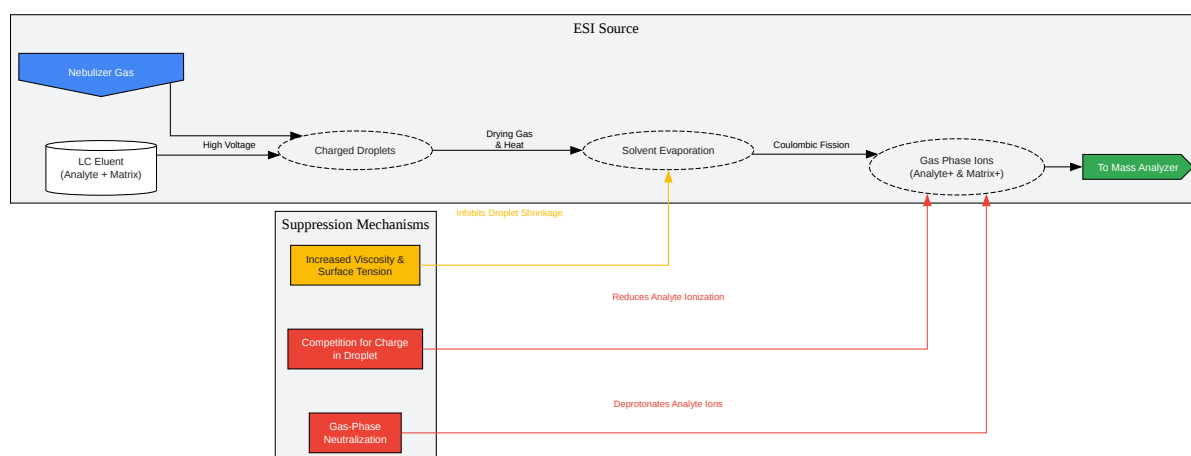 ESI Source
Nebulizer Gas
LC Eluent
(Analyte + Matrix)
High Voltage
Charged Droplets
Drying Gas
& Heat
Solvent Evaporation
Coulombic Fission
Gas Phase Ions
(Analyte+ & Matrix+)
To Mass Analyzer
Suppression Mechanisms
Inhibits Droplet Shrinkage
Increased Viscosity &
Surface Tension
Reduces Analyte Ionization
Competition for Charge
in Droplet
Deprotonates Analyte Ions
Gas-Phase
Neutralization